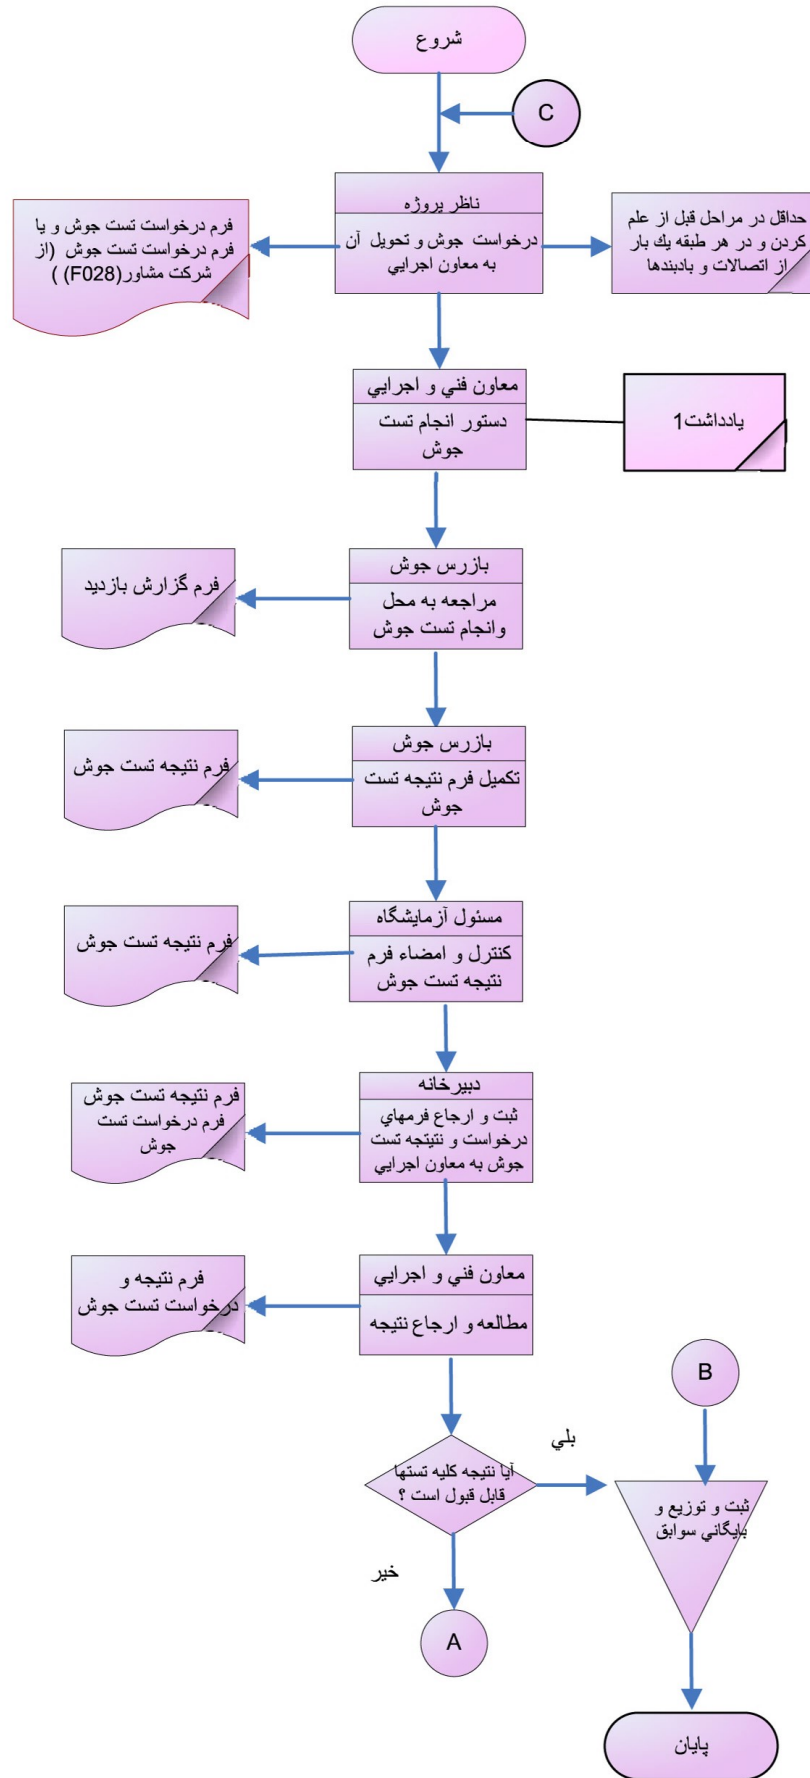 شروع
C
ناظر پروژه
درخواست جوش و تحويل آن
به معاون اجرايي
حداقل در مراحل قبل از علم
كردن و در هر طبقه يك بار
از اتصالات و بادبندها
فرم درخواست تست جوش و يا
فرم درخواست تست جوش (از
شركت مشاور(F028) )
معاون فني و اجرايي
دستور انجام تست
جوش
يادداشت1
بازرس جوش
مراجعه به محل
وانجام تست جوش
فرم گزارش بازديد
بازرس جوش
تكميل فرم نتيجه تست
جوش
فرم نتيجه تست جوش
مسئول آزمايشگاه
كنترل و امضاء فرم
نتيجه تست جوش
فرم نتيجه تست جوش
دبيرخانه
ثبت و ارجاع فرمهاي
درخواست و نتيتجه تست
جوش به معاون اجرايي
فرم نتيجه تست جوش
فرم درخواست تست
جوش
معاون فني و اجرايي
مطالعه و ارجاع نتيجه
فرم نتيجه و
درخواست تست جوش
B
آيا نتيجه كليه تستها
قابل قبول است ؟
بلي
خير
ثبت و توزيع و
بايگاني سوابق
A
پايان